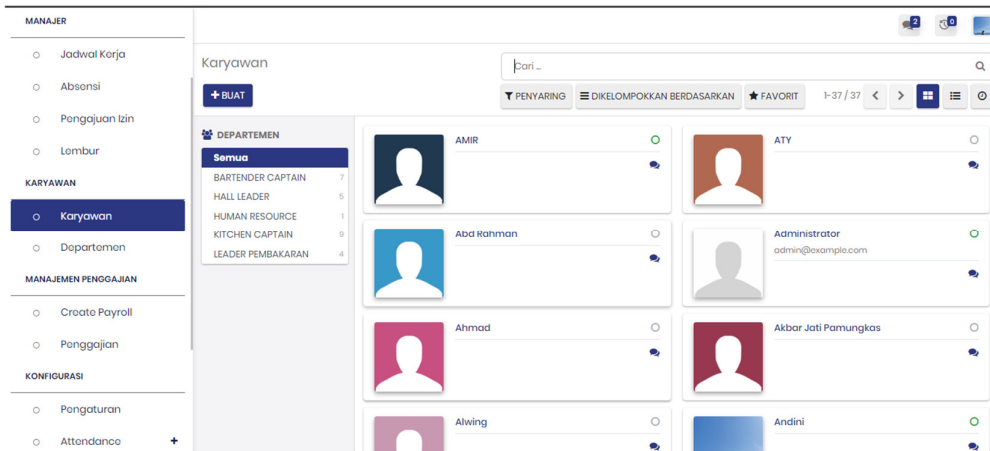 MANAJER
Jadwal Kerja
Absensi
Pengajuan Izin
Lembur
KARYAWAN
Karyawan
Departemen
MANAJEMEN PENGGAJIAN
Create Payroll
Penggajian
KONFIGURASI
Pengaturan
Attendance +
2 0
Karyawan
Cari ...
+ BUAT
PENYARING DIKELOMPOKKAN BERDASARKAN FAVORIT 1-37 / 37
DEPARTEMEN
Semua
BARTENDER CAPTAIN 7
HALL LEADER 5
HUMAN RESOURCE 1
KITCHEN CAPTAIN 9
LEADER PEMBAKARAN 4
AMIR
ATY
Abd Rahman
Administrator
admin@example.com
Ahmad
Akbar Jati Pamungkas
Alwing
Andini